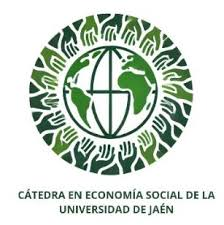 CÁTEDRA EN ECONOMÍA SOCIAL DE LA
UNIVERSIDAD DE JAÉN